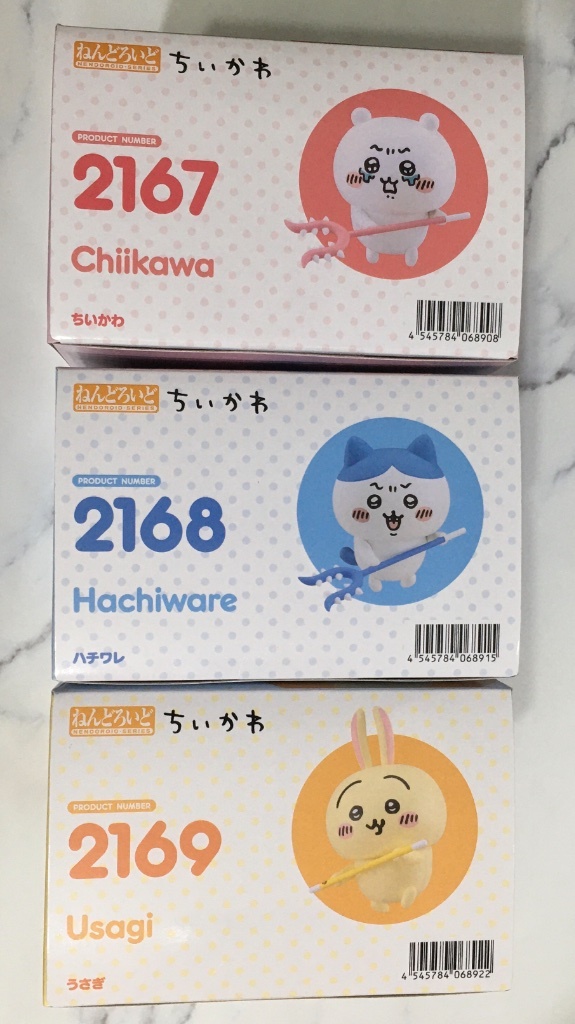 ねんどろいど ちいかわ
NENDOROID SERIES
PRODUCT NUMBER
2167
Chiikawa
ちいかわ
4 545784 068908
ねんどろいど ちいかわ
NENDOROID SERIES
PRODUCT NUMBER
2168
Hachiware
ハチワレ
4 545784 068915
ねんどろいど ちいかわ
NENDOROID SERIES
PRODUCT NUMBER
2169
Usagi
うさぎ
4 545784 068922